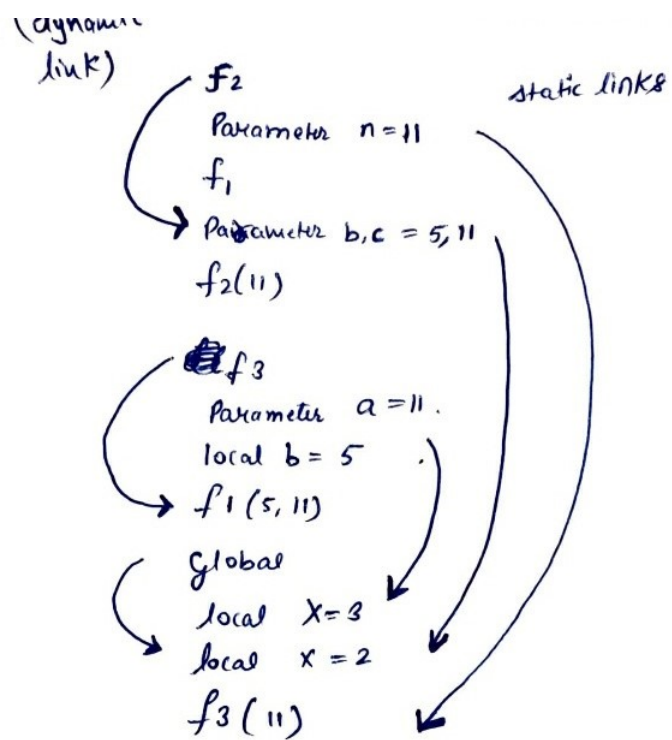 link)
static links
f2
Parameter n=11
f1
Parameter b,c = 5,11
f2(11)
f3
Parameter a=11.
local b = 5
f1(5,11)
Global
local X=3
local x = 2
f3(11)